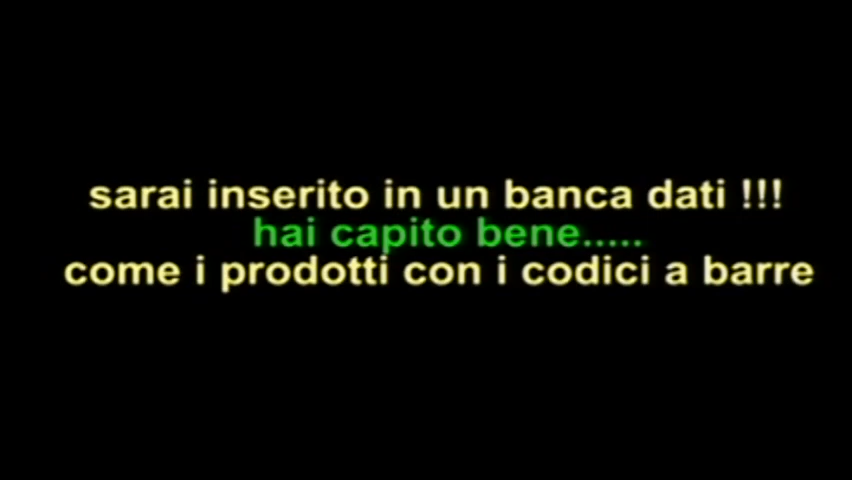 sarai inserito in un banca dati !!!
hai capito bene.....
come i prodotti con i codici a barre